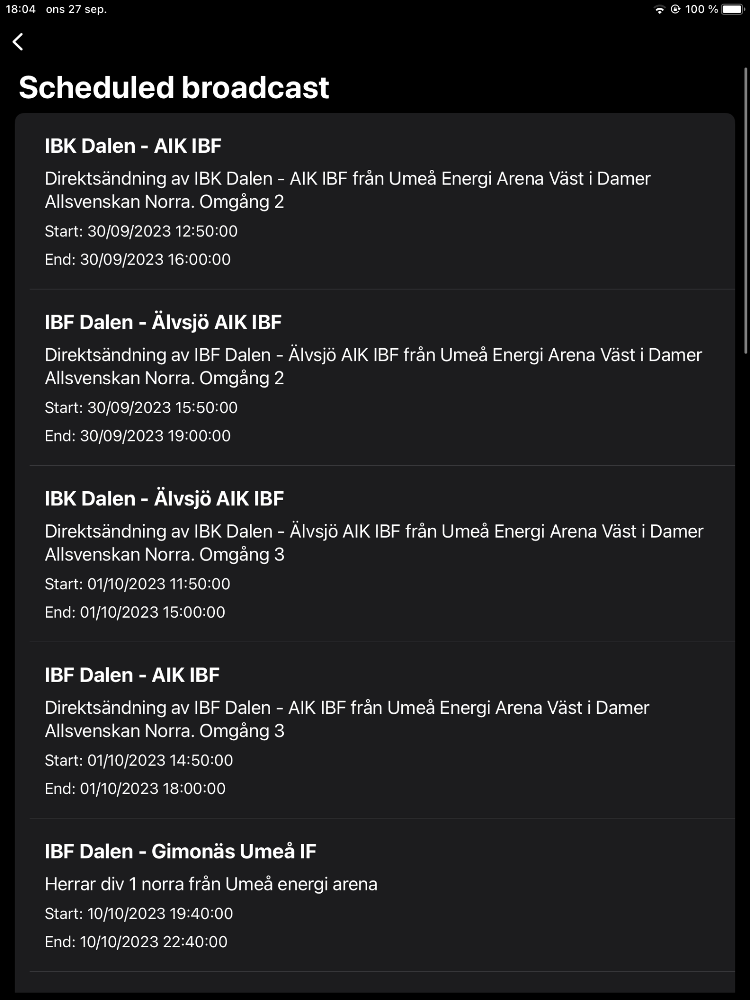 18:04 ons 27 sep.
100 %
Scheduled broadcast
IBK Dalen - AIK IBF
Direktsändning av IBK Dalen - AIK IBF från Umeå Energi Arena Väst i Damer
Allsvenskan Norra. Omgång 2
Start: 30/09/2023 12:50:00
End: 30/09/2023 16:00:00
IBF Dalen - Älvsjö AIK IBF
Direktsändning av IBF Dalen - Älvsjö AIK IBF från Umeå Energi Arena Väst i Damer
Allsvenskan Norra. Omgång 2
Start: 30/09/2023 15:50:00
End: 30/09/2023 19:00:00
IBK Dalen - Älvsjö AIK IBF
Direktsändning av IBK Dalen - Älvsjö AIK IBF från Umeå Energi Arena Väst i Damer
Allsvenskan Norra. Omgång 3
Start: 01/10/2023 11:50:00
End: 01/10/2023 15:00:00
IBF Dalen - AIK IBF
Direktsändning av IBF Dalen - AIK IBF från Umeå Energi Arena Väst i Damer
Allsvenskan Norra. Omgång 3
Start: 01/10/2023 14:50:00
End: 01/10/2023 18:00:00
IBF Dalen - Gimonäs Umeå IF
Herrar div 1 norra från Umeå energi arena
Start: 10/10/2023 19:40:00
End: 10/10/2023 22:40:00